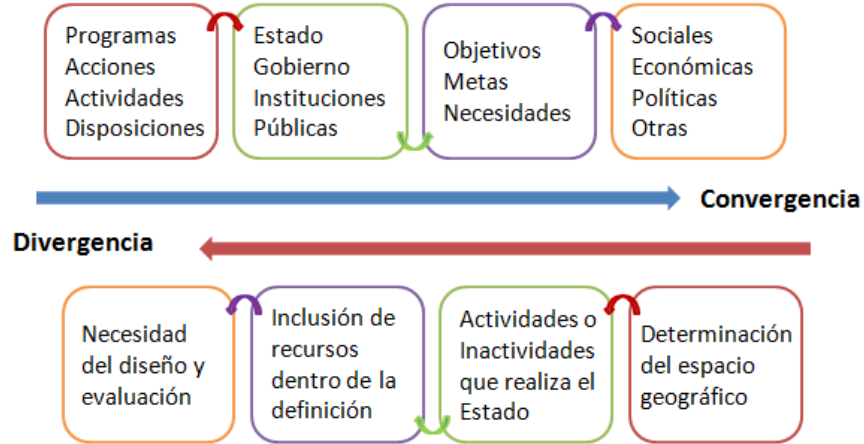 Programas
Acciones
Actividades
Disposiciones
Estado
Gobierno
Instituciones
Públicas
Objetivos
Metas
Necesidades
Sociales
Económicas
Políticas
Otras
Convergencia
Divergencia
Necesidad
del diseño y
evaluación
Inclusión de
recursos
dentro de la
definición
Actividades o
Inactividades
que realiza el
Estado
Determinación
del espacio
geográfico